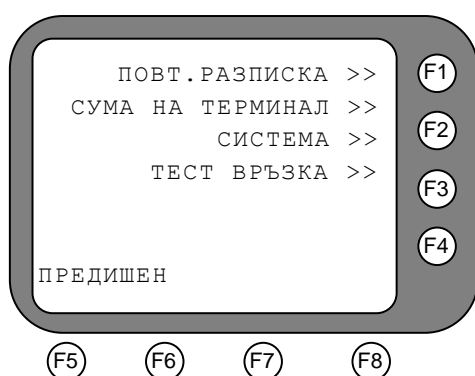 ПОВТ.РАЗПИСКА >>
СУМА НА ТЕРМИНАЛ >>
СИСТЕМА >>
ТЕСТ ВРЪЗКА >>
ПРЕДИШЕН
F1
F2
F3
F4
F5 F6 F7 F8